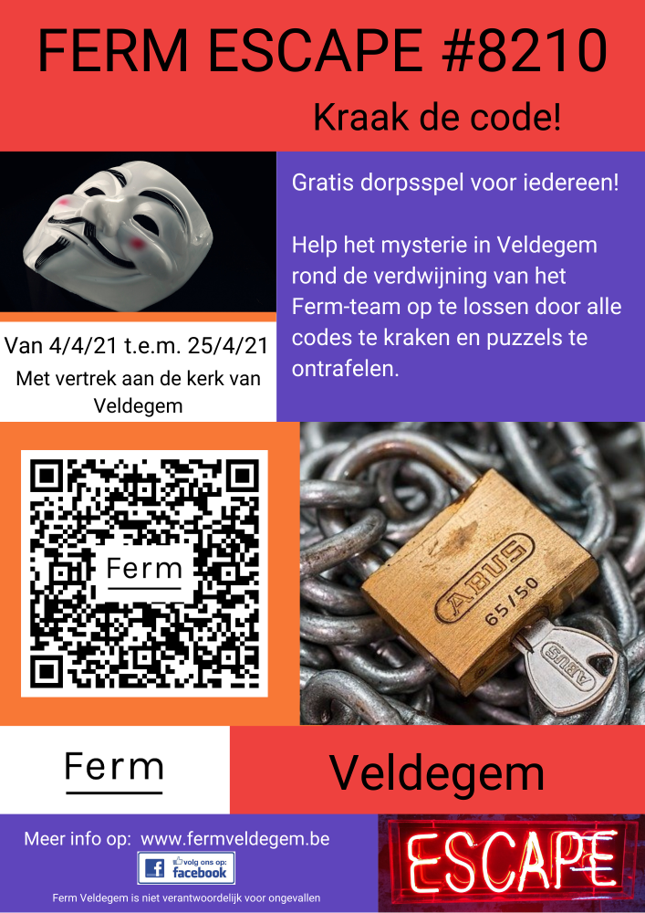 FERM ESCAPE #8210
Kraak de code!
Gratis dorpsspel voor iedereen!
Help het mysterie in Veldegem
rond de verdwijning van het
Ferm-team op te lossen door alle
codes te kraken en puzzels te
ontrafelen.
Van 4/4/21 t.e.m. 25/4/21
Met vertrek aan de kerk van
Veldegem
Ferm
ABUS
65/50
ABUS
Ferm
Veldegem
Meer info op: www.fermveldegem.be
volg ons op:
facebook
Ferm Veldegem is niet verantwoordelijk voor ongevallen
ESCAPE